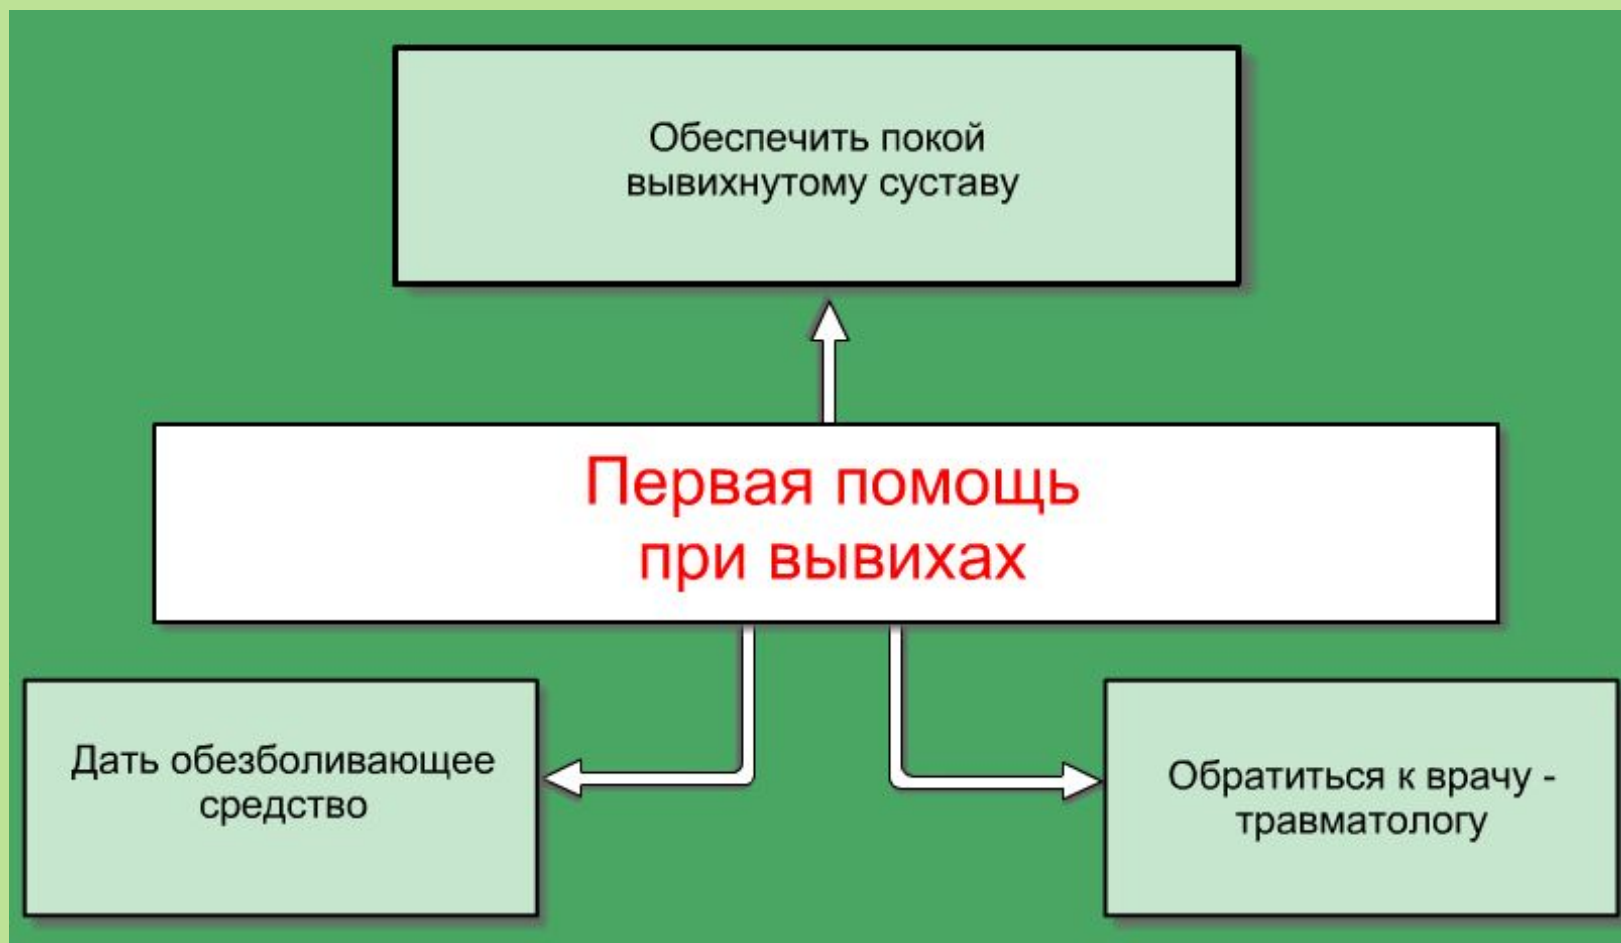 Обеспечить покой
вывихнутому суставу
Первая помощь
при вывихах
Дать обезболивающее
средство
Обратиться к врачу -
травматологу